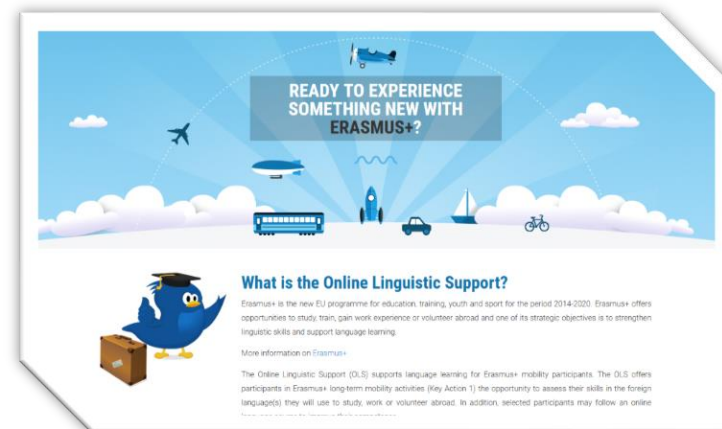 READY TO EXPERIENCE
SOMETHING NEW WITH
ERASMUS+?
What is the Online Linguistic Support?
Erasmus+ is the new EU programme for education, training, youth and sport for the period 2014-2020. Erasmus+ offers
opportunities to study, train, gain work experience or volunteer abroad and one of its strategic objectives is to strengthen
linguistic skills and support language learning.
More information on Erasmus+
The Online Linguistic Support (OLS) supports language learning for Erasmus+ mobility participants. The OLS offers
participants in Erasmus+ long-term mobility activities (Key Action 1) the opportunity to assess their skills in the foreign
language(s) they will use to study, work or volunteer abroad. In addition, selected participants may follow an online